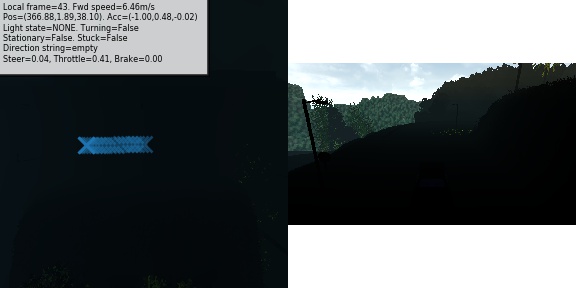 Local frame=43. Fwd speed=6.46m/s
Pos=(366.88,1.89,38.10). Acc=(-1.00,0.48,-0.02)
Light state=NONE. Turning=False
Stationary=False. Stuck=False
Direction string=empty
Steer=0.04, Throttle=0.41, Brake=0.00